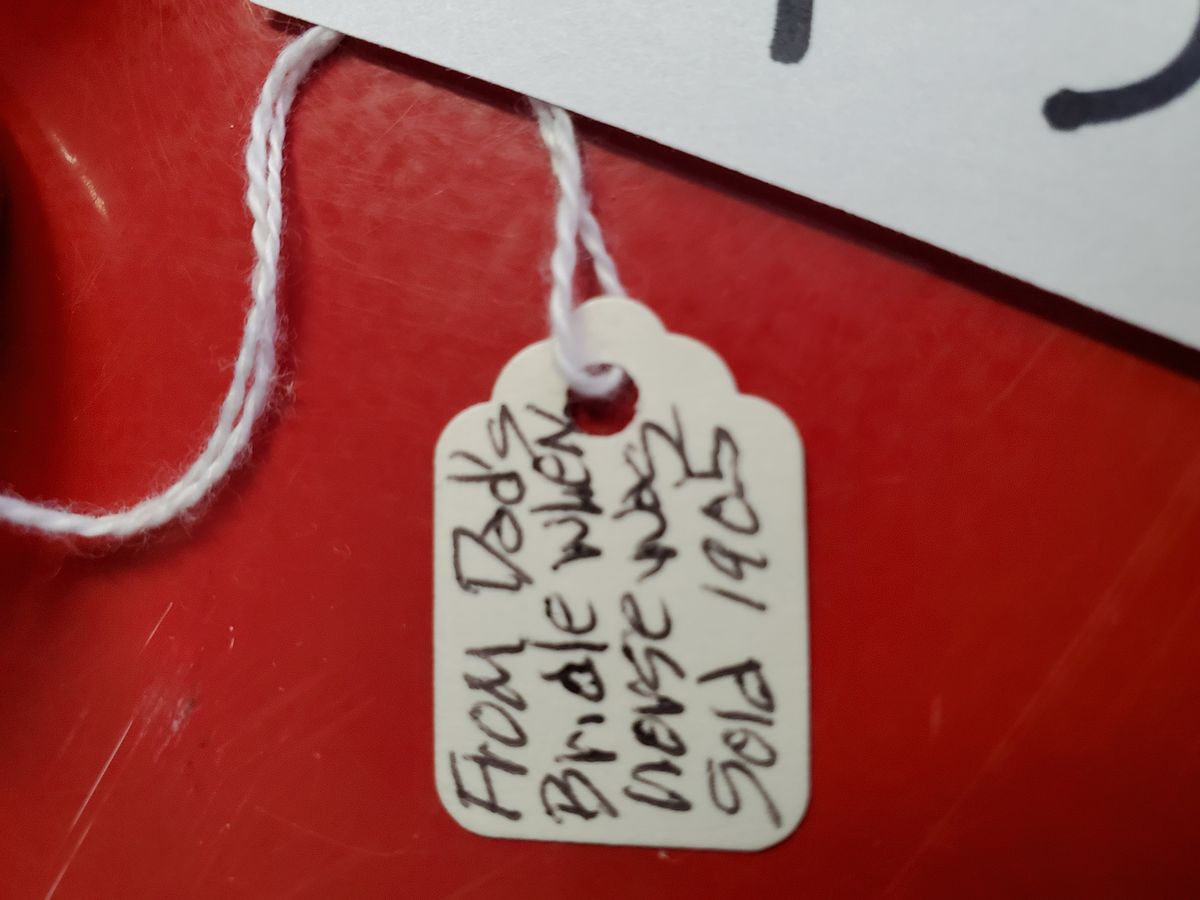 From Dad's
Bridle when
horse was
Sold 1905